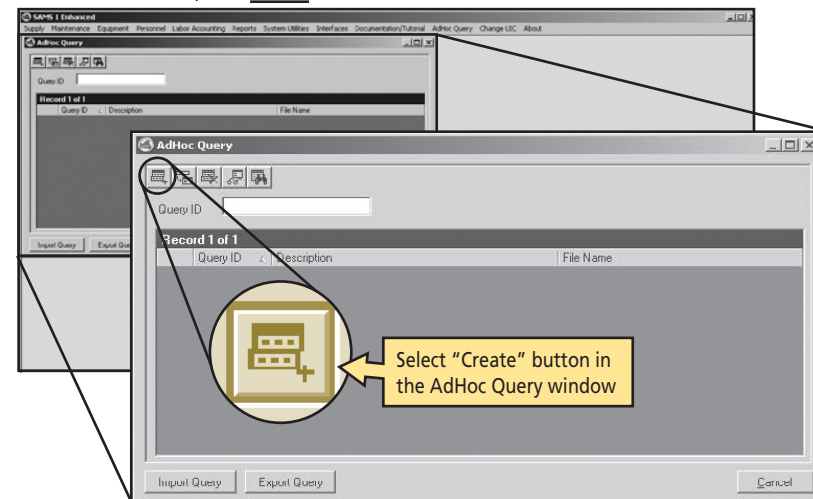 SAMS 1 Enhanced
Supply Maintenance Equipment Personnel Labor Accounting Reports System Utilities Interfaces Documentation/Tutorial AdHoc Query Change UIC About
AdHoc Query
Query ID
Record 1 of 1
Query ID Description File Name
Import Query Export Que
AdHoc Query
Query ID
Record 1 of 1
Query ID Description File Name
Select “Create” button in
the AdHoc Query window
Import Query Export Query Cancel